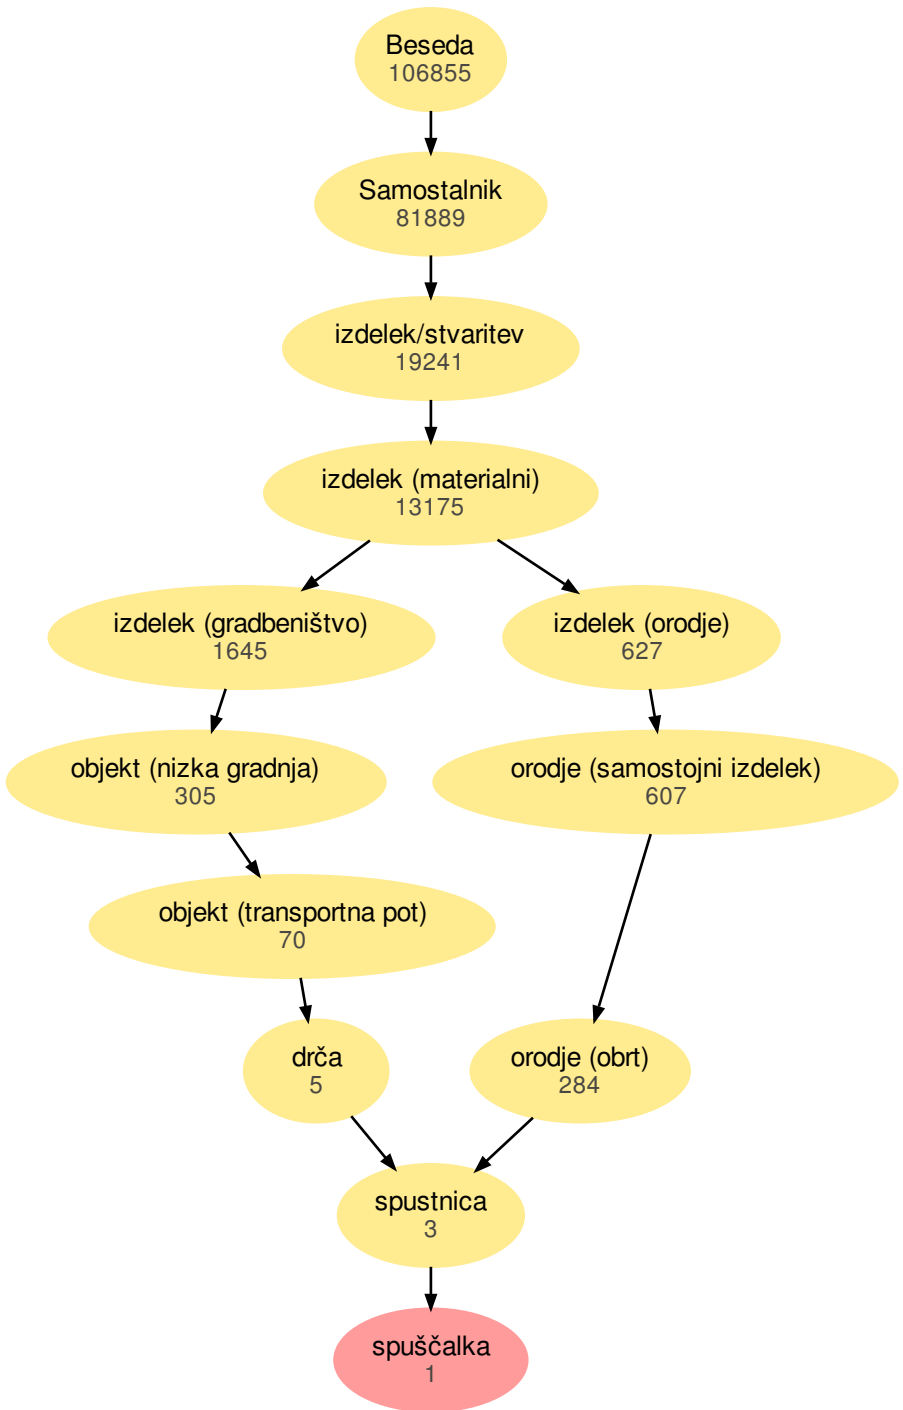 Beseda
106855
Samostalnik
81889
izdelek/stvaritev
19241
izdelek (materialni)
13175
izdelek (gradbeništvo)
1645
izdelek (orodje)
627
objekt (nizka gradnja)
305
orodje (samostojni izdelek)
607
objekt (transportna pot)
70
drča
5
orodje (obrt)
284
spustnica
3
spuščalka
1